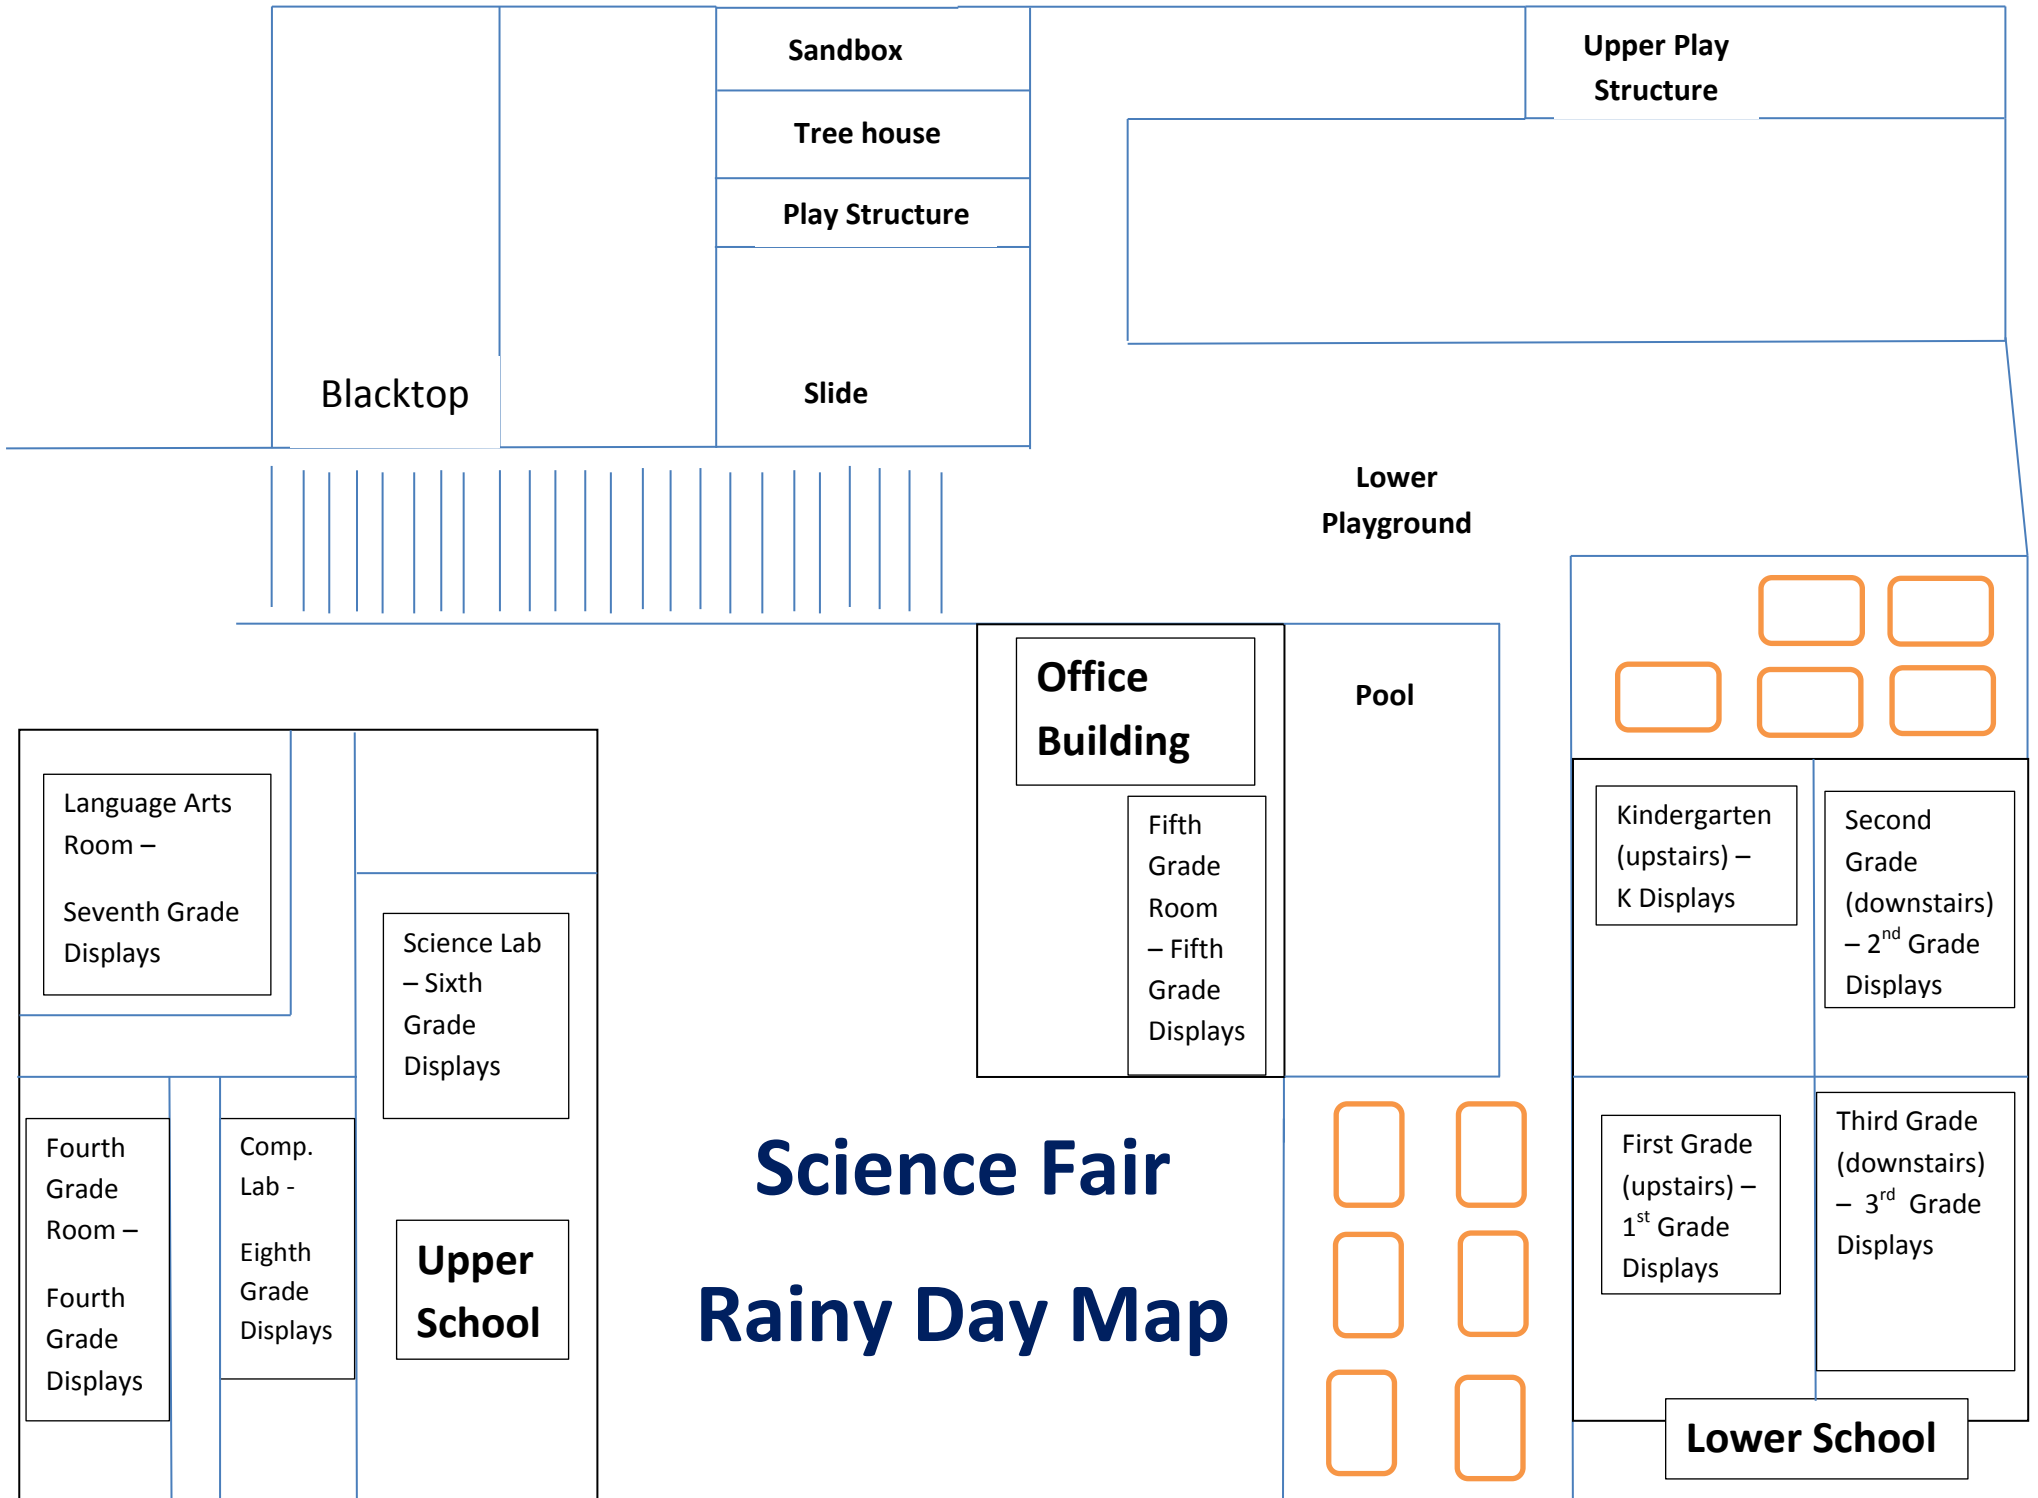 Sandbox
Tree house
Play Structure
Slide
Upper Play
Structure
Blacktop
Lower
Playground
Office
Building
Pool
Fifth
Grade
Room
– Fifth
Grade
Displays
Language Arts
Room –
Seventh Grade
Displays
Science Lab
– Sixth
Grade
Displays
Fourth
Grade
Room –
Fourth
Grade
Displays
Comp.
Lab -
Eighth
Grade
Displays
Upper
School
Science Fair
Rainy Day Map
Kindergarten
(upstairs) –
K Displays
Second
Grade
(downstairs)
– 2nd Grade
Displays
First Grade
(upstairs) –
1st Grade
Displays
Third Grade
(downstairs)
– 3rd Grade
Displays
Lower School